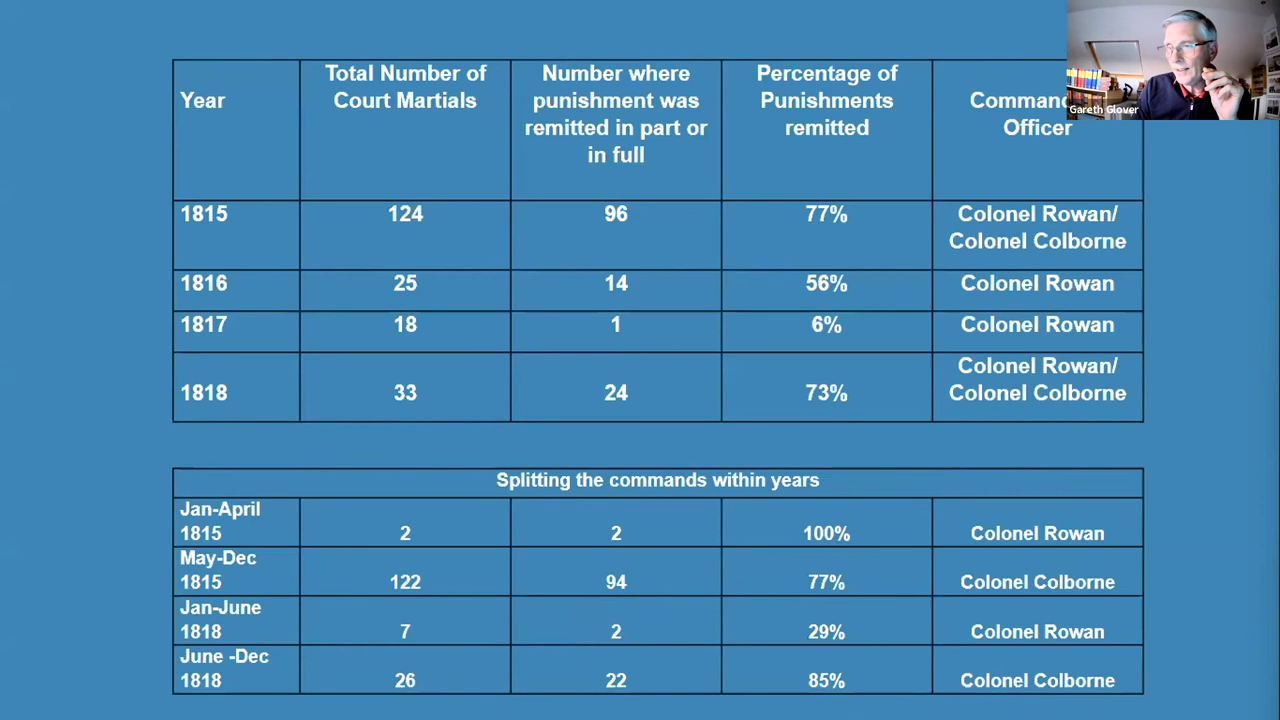 Gareth Glover
Year
Total Number of
Court Martials
Number where
punishment was
remitted in part or
in full
Percentage of
Punishments
remitted
Officer
1815
124
96
77%
Colonel Rowan/
Colonel Colborne
1816
25
14
56%
Colonel Rowan
1817
18
1
6%
Colonel Rowan
1818
33
24
73%
Colonel Rowan/
Colonel Colborne
Splitting the commands within years
Jan-April
1815
2
2
100%
Colonel Rowan
May-Dec
1815
122
94
77%
Colonel Colborne
Jan-June
1818
7
2
29%
Colonel Rowan
June -Dec
1818
26
22
85%
Colonel Colborne